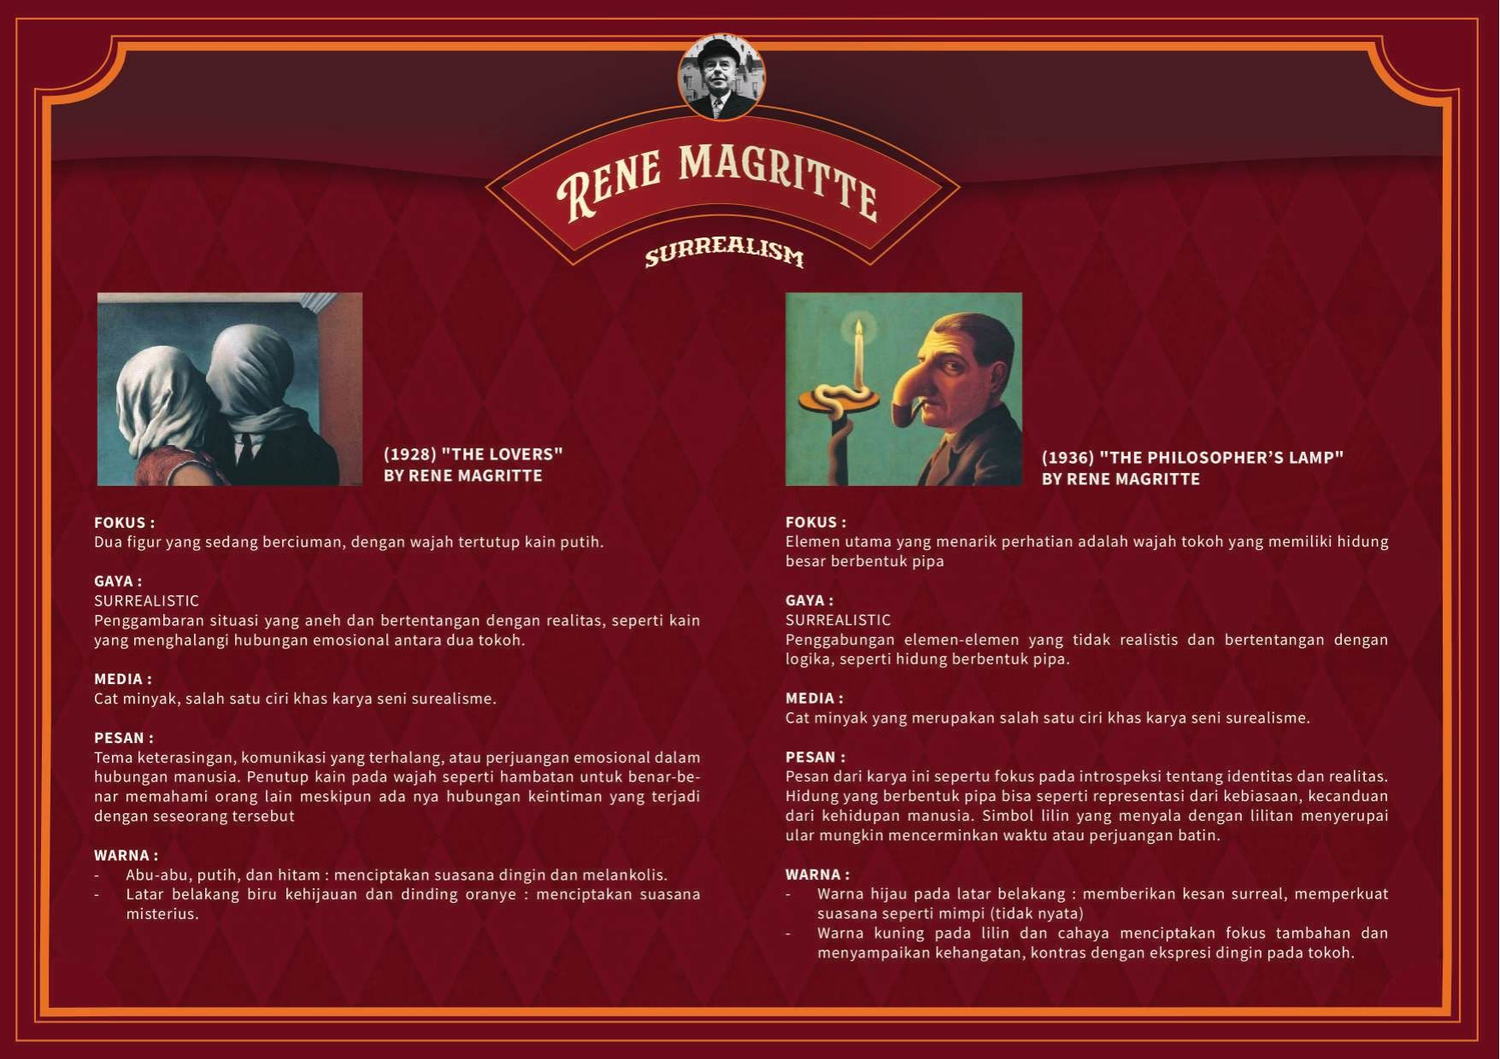 RENE MAGRITTE
SURREALISM
(1928) "THE LOVERS"
BY RENE MAGRITTE
FOKUS :
Dua figur yang sedang berciuman, dengan wajah tertutup kain putih.
GAYA :
SURREALISTIC
Penggambaran situasi yang aneh dan bertentangan dengan realitas, seperti kain
yang menghalangi hubungan emosional antara dua tokoh.
MEDIA :
Cat minyak, salah satu ciri khas karya seni surealisme.
PESAN :
Tema keterasingan, komunikasi yang terhalang, atau perjuangan emosional dalam
hubungan manusia. Penutup kain pada wajah seperti hambatan untuk benar-be-
nar memahami orang lain meskipun ada nya hubungan keintiman yang terjadi
dengan seseorang tersebut
WARNA :
- Abu-abu, putih, dan hitam : menciptakan suasana dingin dan melankolis.
- Latar belakang biru kehijauan dan dinding oranye : menciptakan suasana
misterius.
(1936) "THE PHILOSOPHER’S LAMP"
BY RENE MAGRITTE
FOKUS :
Elemen utama yang menarik perhatian adalah wajah tokoh yang memiliki hidung
besar berbentuk pipa
GAYA :
SURREALISTIC
Penggabungan elemen-elemen yang tidak realistis dan bertentangan dengan
logika, seperti hidung berbentuk pipa.
MEDIA :
Cat minyak yang merupakan salah satu ciri khas karya seni surealisme.
PESAN :
Pesan dari karya ini sepertu fokus pada introspeksi tentang identitas dan realitas.
Hidung yang berbentuk pipa bisa seperti representasi dari kebiasaan, kecanduan
dari kehidupan manusia. Simbol lilin yang menyala dengan lilitan menyerupai
ular mungkin mencerminkan waktu atau perjuangan batin.
WARNA :
- Warna hijau pada latar belakang : memberikan kesan surreal, memperkuat
suasana seperti mimpi (tidak nyata)
- Warna kuning pada lilin dan cahaya menciptakan fokus tambahan dan
menyampaikan kehangatan, kontras dengan ekspresi dingin pada tokoh.